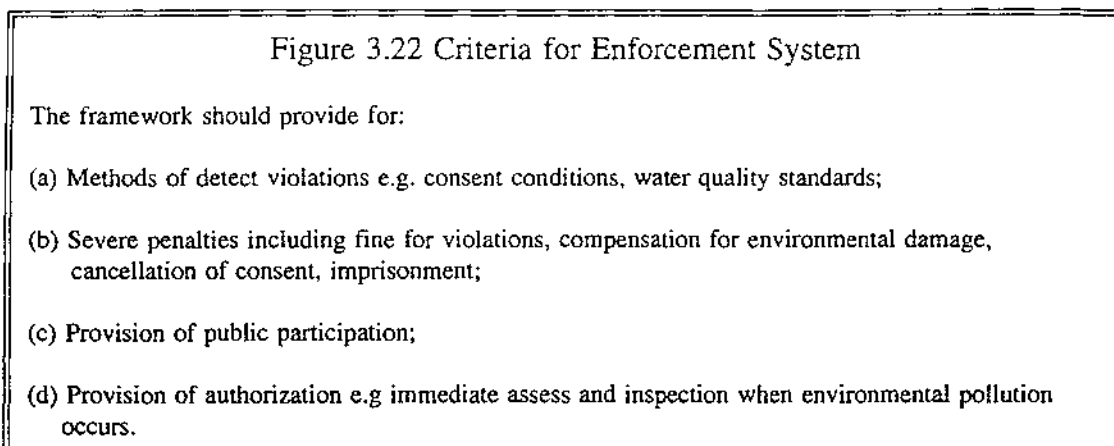 Figure 3.22 Criteria for Enforcement System
The framework should provide for:
(a) Methods of detect violations e.g. consent conditions, water quality standards;
(b) Severe penalties including fine for violations, compensation for environmental damage,
cancellation of consent, imprisonment;
(c) Provision of public participation;
(d) Provision of authorization e.g immediate assess and inspection when environmental pollution
occurs.